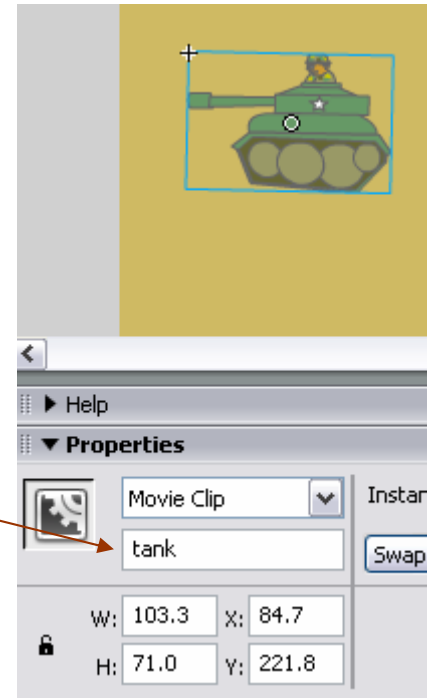 Help
Properties
Movie Clip
Instan
tank
Swap
W: 103.3 X: 84.7
H: 71.0 Y: 221.8